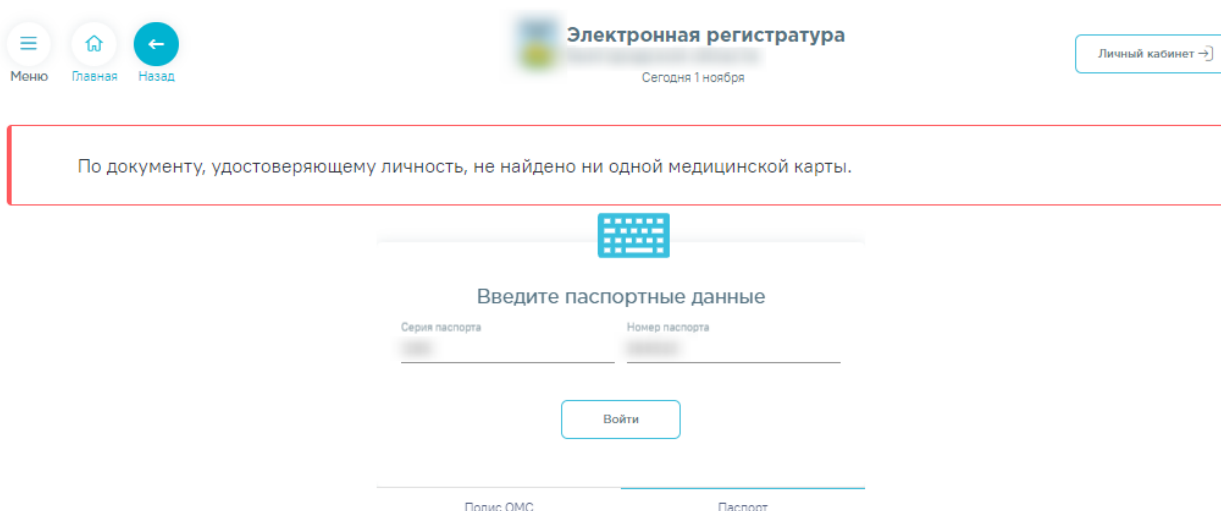 Электронная регистратура
Сегодня 1 ноября
Меню
Главная
Назад
Личный кабинет
По документу, удостоверяющему личность, не найдено ни одной медицинской карты.
Введите паспортные данные
Серия паспорта
Номер паспорта
Войти
Полис ОМС
Паспорт